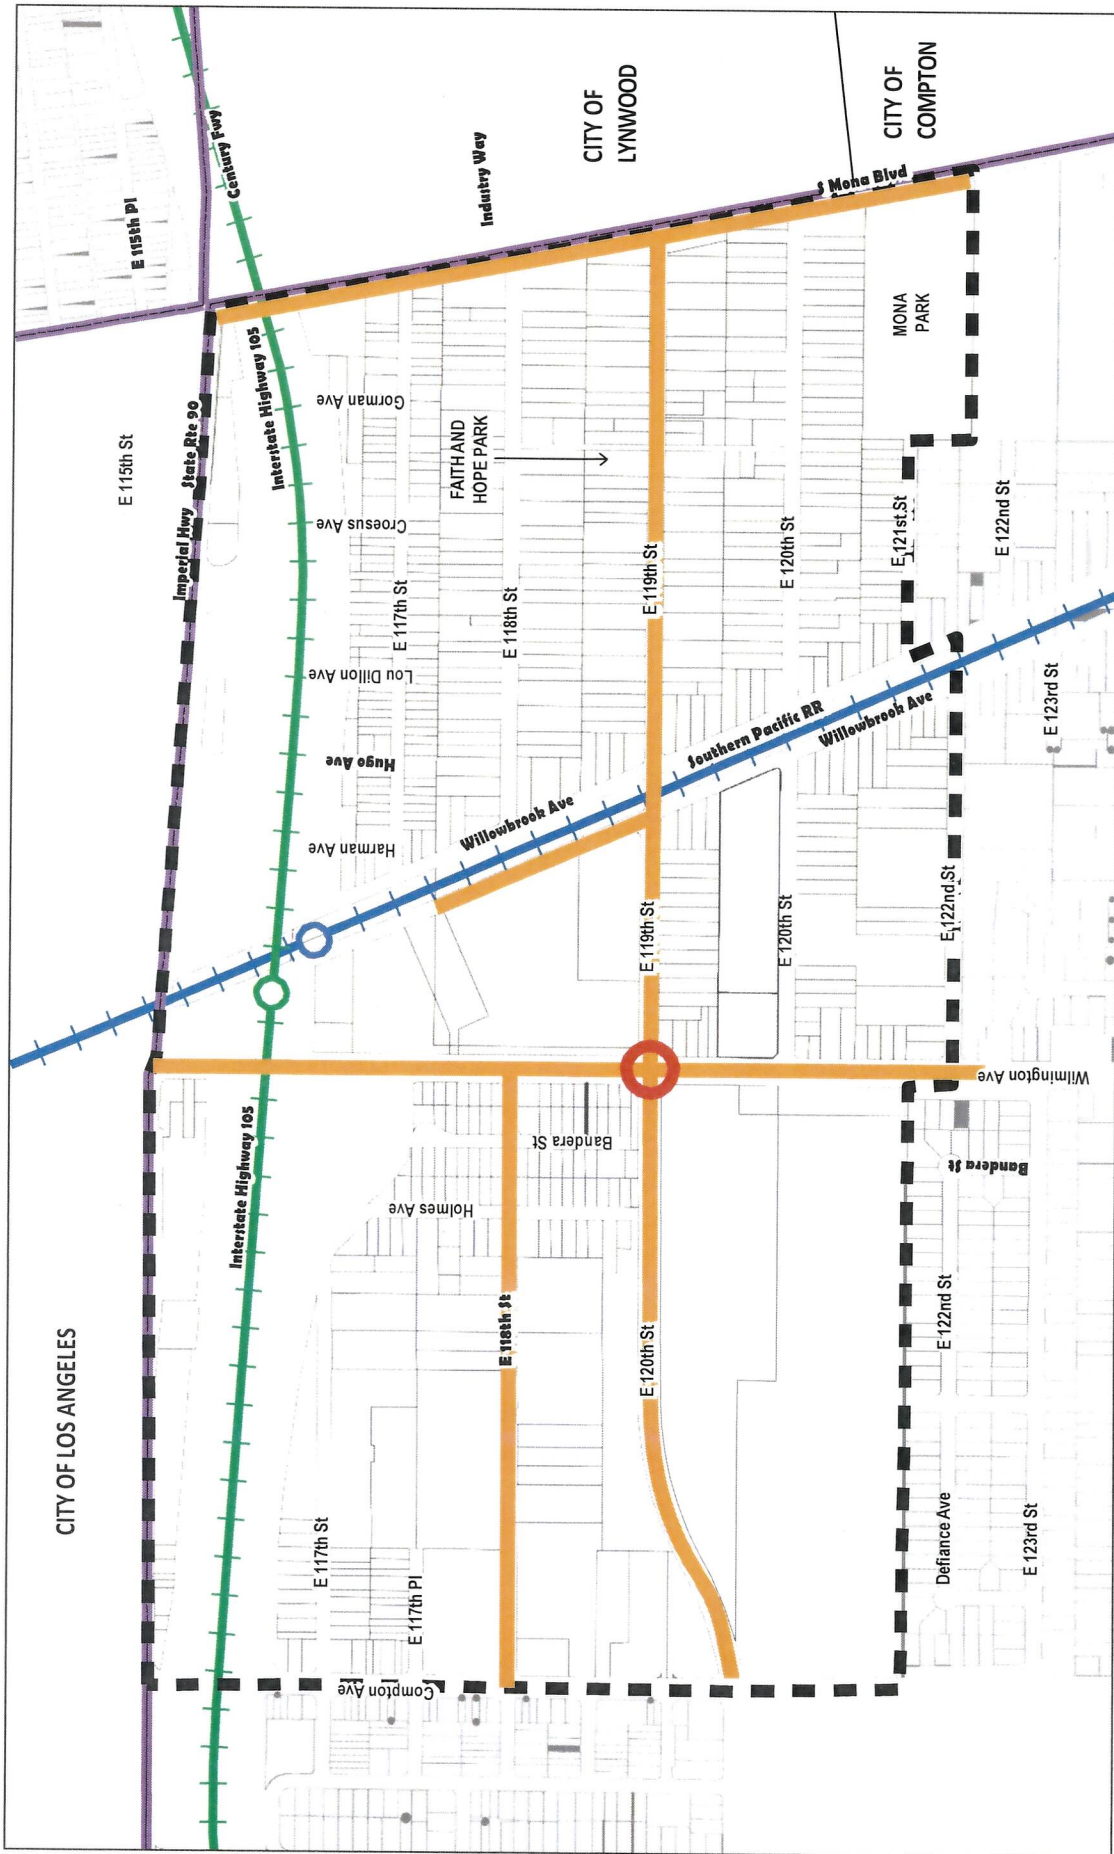 CITY OF LOS ANGELES
E 115th St
E 115th Pl
Imperial Hwy
State Rte 90
Century Fwy
Interstate Highway 105
Interstate Highway 105
Industry Way
CITY OF
LYNWOOD
CITY OF
COMPTON
S Mona Blvd
Gorman Ave
Croesus Ave
Lou Dillon Ave
Hugo Ave
Harman Ave
E 117th St
E 118th St
FAITH AND
HOPE PARK
MONA
PARK
E 119th St
E 120th St
E 121st St
E 122nd St
Willowbrook Ave
Southern Pacific RR
Willowbrook Ave
E 123rd St
E 119th St
E 120th St
E 122nd St
Wilmington Ave
Bandera St
Bandera St
Holmes Ave
E 118th St
E 120th St
E 122nd St
E 117th St
E 117th Pl
Compton Ave
Defiance Ave
E 123rd St